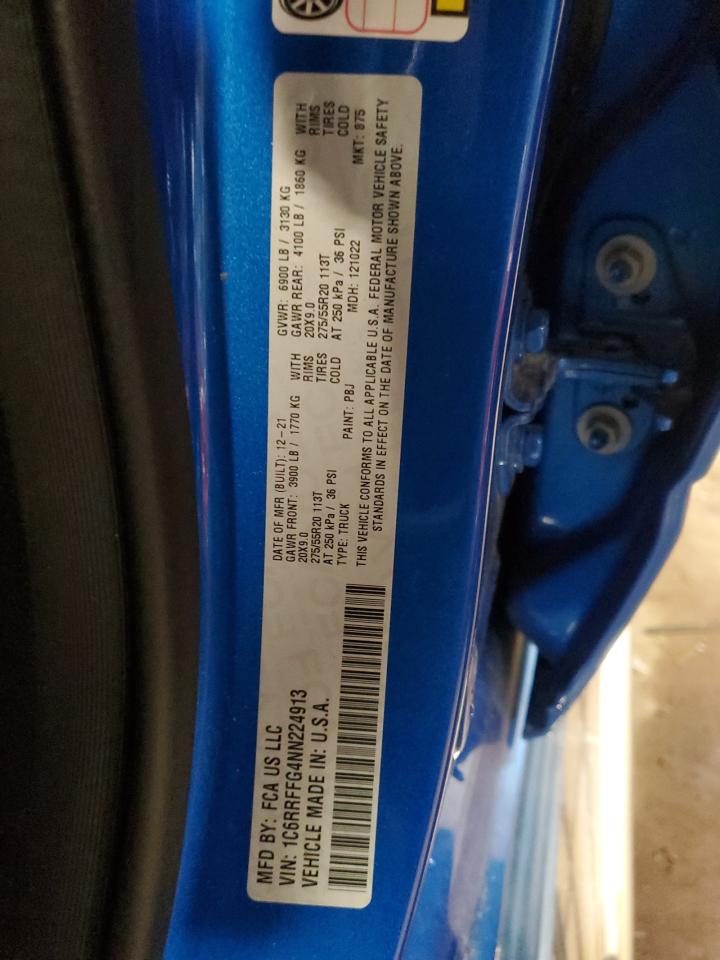 MFD BY: FCA US LLC
VIN: 1C6RRFFG4NN224913
VEHICLE MADE IN: U.S.A.
DATE OF MFR (BUILT): 12-21
GAWR FRONT: 3900 LB / 1770 KG WITH
20X9.0 RIMS
275/55R20 113T TIRES
AT 250 kPa / 36 PSI COLD
TYPE: TRUCK PAINT: PBJ
GVWR: 6900 LB / 3130 KG
GAWR REAR: 4100 LB / 1860 KG WITH
20X9.0 RIMS
275/55R20 113T TIRES
AT 250 kPa / 36 PSI COLD
MDH: 121022 MKT: 875
THIS VEHICLE CONFORMS TO ALL APPLICABLE U.S.A. FEDERAL MOTOR VEHICLE SAFETY
STANDARDS IN EFFECT ON THE DATE OF MANUFACTURE SHOWN ABOVE.